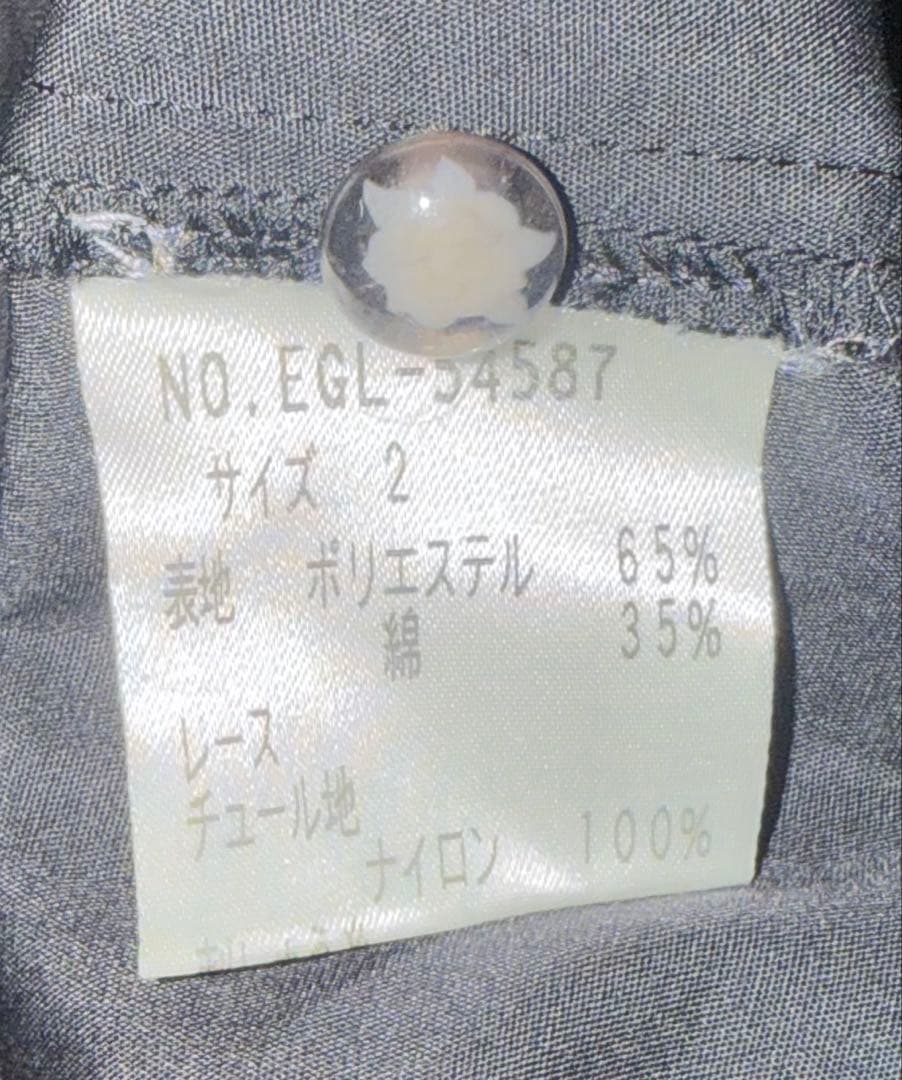 NO.EGL-54587
サイズ 2
表地 ポリエステル 65%
綿 35%
レース
チュール地
ナイロン 100%